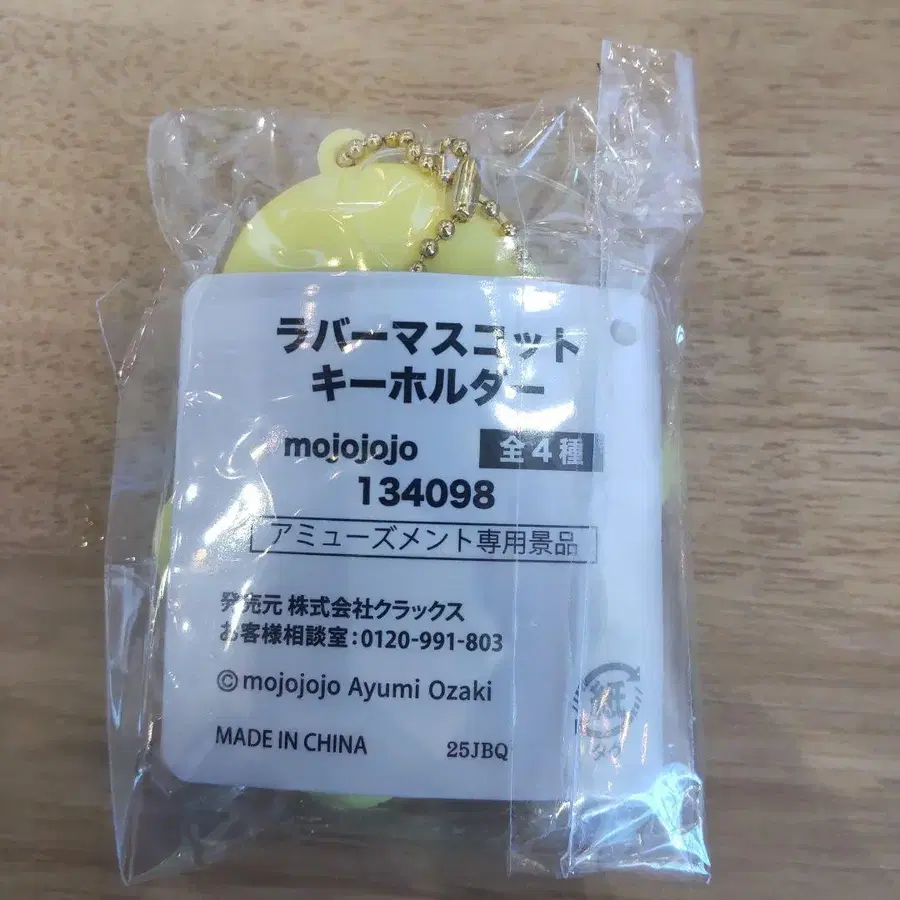 ラバーマスコット
キーホルダー
mojojojo 全4種
134098
アミューズメント専用景品
発売元 株式会社クラックス
お客様相談室:0120-991-803
©mojojojo Ayumi Ozaki
MADE IN CHINA 25JBQ
紙
タグ